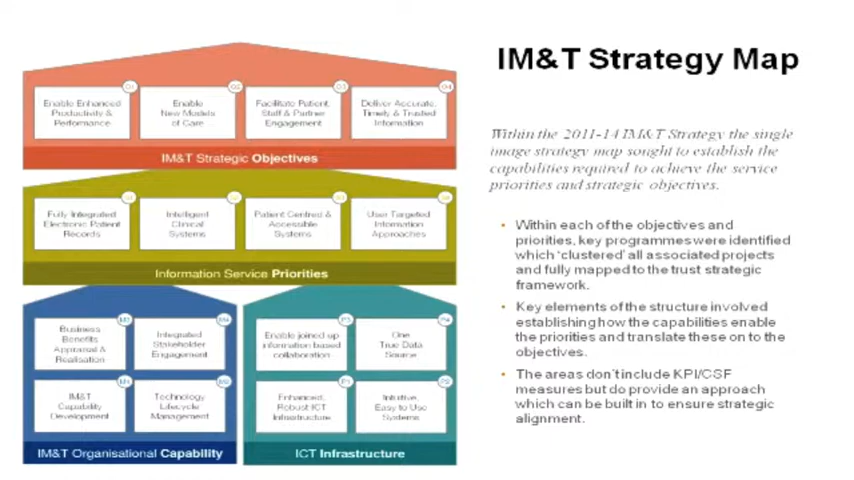 IM&T Strategy Map
O1
O2
O3
O4
Enable Enhanced
Productivity &
Performance
Enable
New Models
of Care
Facilitate Patient,
Staff & Partner
Engagement
Deliver Accurate,
Timely & Trusted
Information
IM&T Strategic Objectives
Fully Integrated
Electronic Patient
Records
Intelligent
Clinical
Systems
Patient Centred &
Accessible
Systems
User Targeted
Information
Approaches
Information Service Priorities
Business
Benefits
Appraisal &
Realisation
Integrated
Stakeholder
Engagement
IM&T
Capability
Development
Technology
Lifecycle
Management
IM&T Organisational Capability
P3
P4
Enable joined up
information based
collaboration
One
True Data
Source
P1
P2
Enhanced,
Robust ICT
Infrastructure
Intuitive,
Easy to Use
Systems
ICT Infrastructure
Within the 2011-14 IM&T Strategy the single
image strategy map sought to establish the
capabilities required to achieve the service
priorities and strategic objectives.
• Within each of the objectives and
priorities, key programmes were identified
which ‘clustered’ all associated projects
and fully mapped to the trust strategic
framework.
• Key elements of the structure involved
establishing how the capabilities enable
the priorities and translate these on to the
objectives.
• The areas don’t include KPI/CSF
measures but do provide an approach
which can be built in to ensure strategic
alignment.